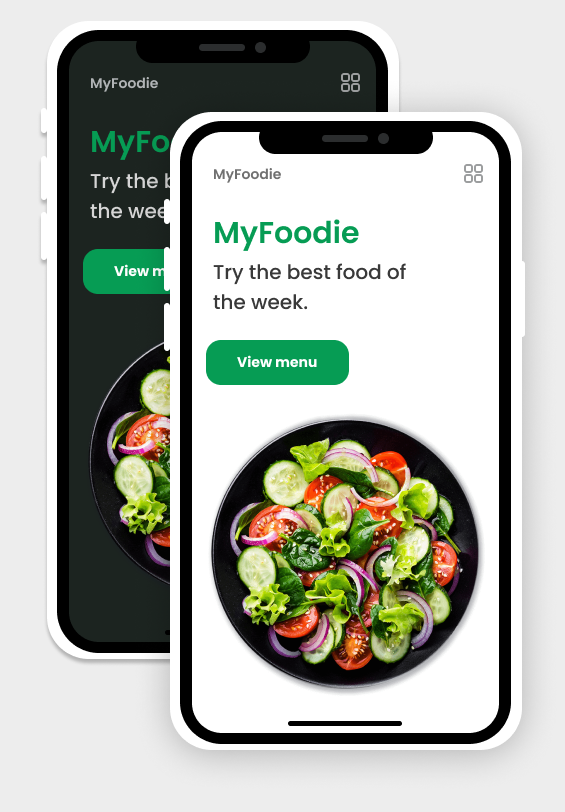 MyFoodie
MyFo
Try the b
the wee
View m
MyFoodie
MyFoodie
Try the best food of
the week.
View menu